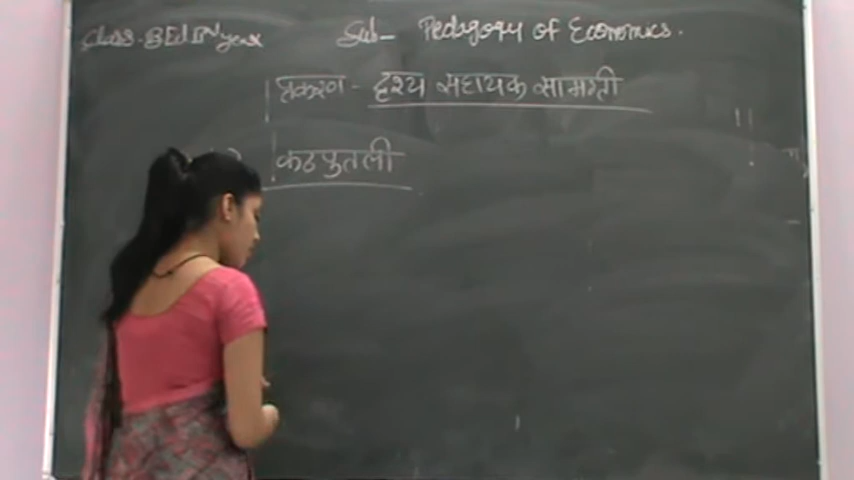 Class- B.Ed IInd year Sub- Pedagogy of Economics.
प्रकरण - दृश्य सहायक सामग्री
कठपुतली